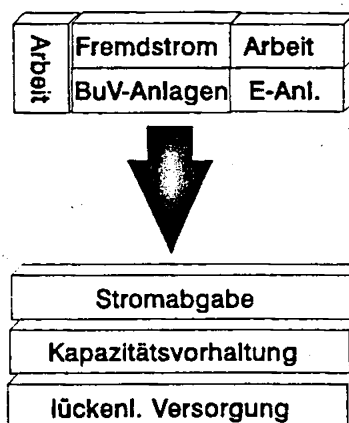 Arbeit
Fremdstrom Arbeit
BuV-Anlagen E-Anl.
Stromabgabe
Kapazitätsvorhaltung
lückenl. Versorgung